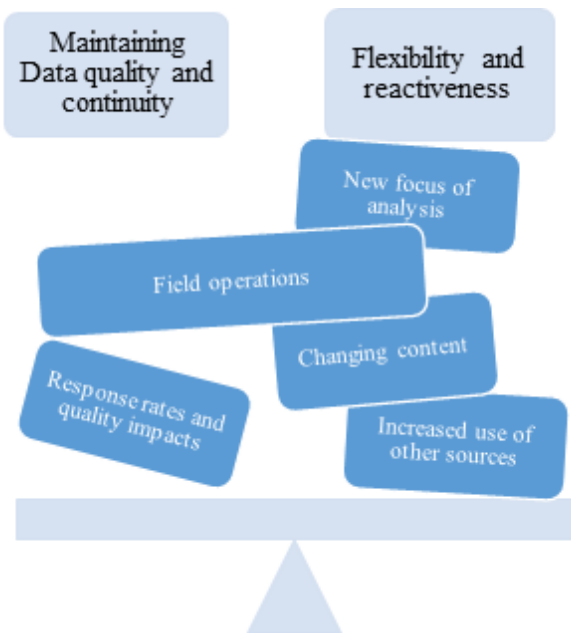 Maintaining
Data quality and
continuity
Flexibility and
reactiveness
New focus of
analysis
Field operations
Changing content
Response rates and
quality impacts
Increased use of
other sources